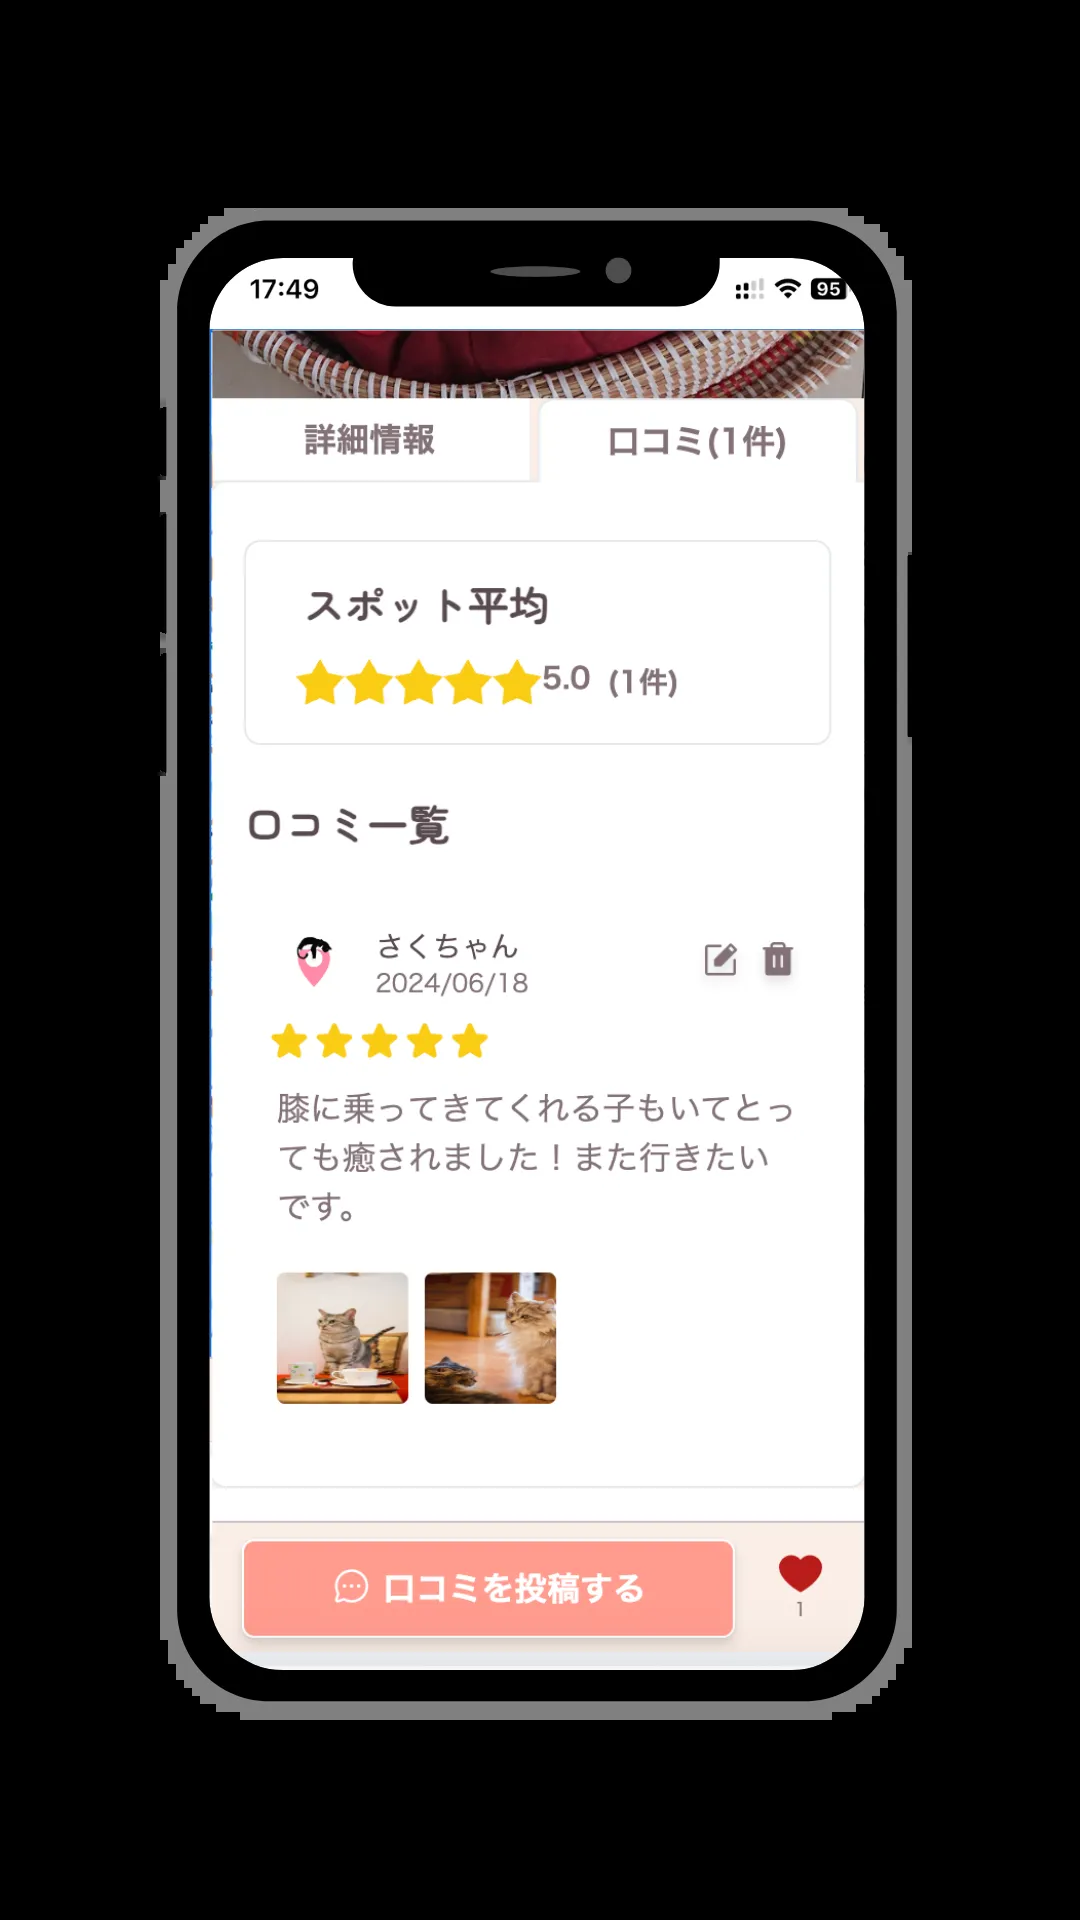 17:49
95
詳細情報
口コミ(1件)
スポット平均
5.0 (1件)
口コミ一覧
さくちゃん
2024/06/18
膝に乗ってきてくれる子もいてとっ
ても癒されました！また行きたい
です。
口コミを投稿する
1